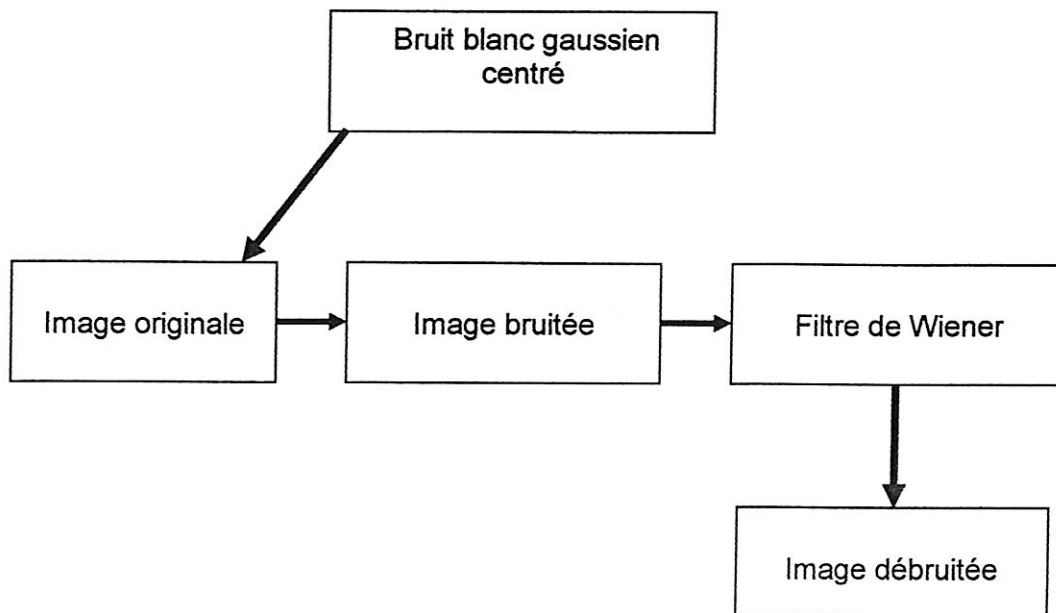 Bruit blanc gaussien
centré
Image originale
Image bruitée
Filtre de Wiener
Image débruitée